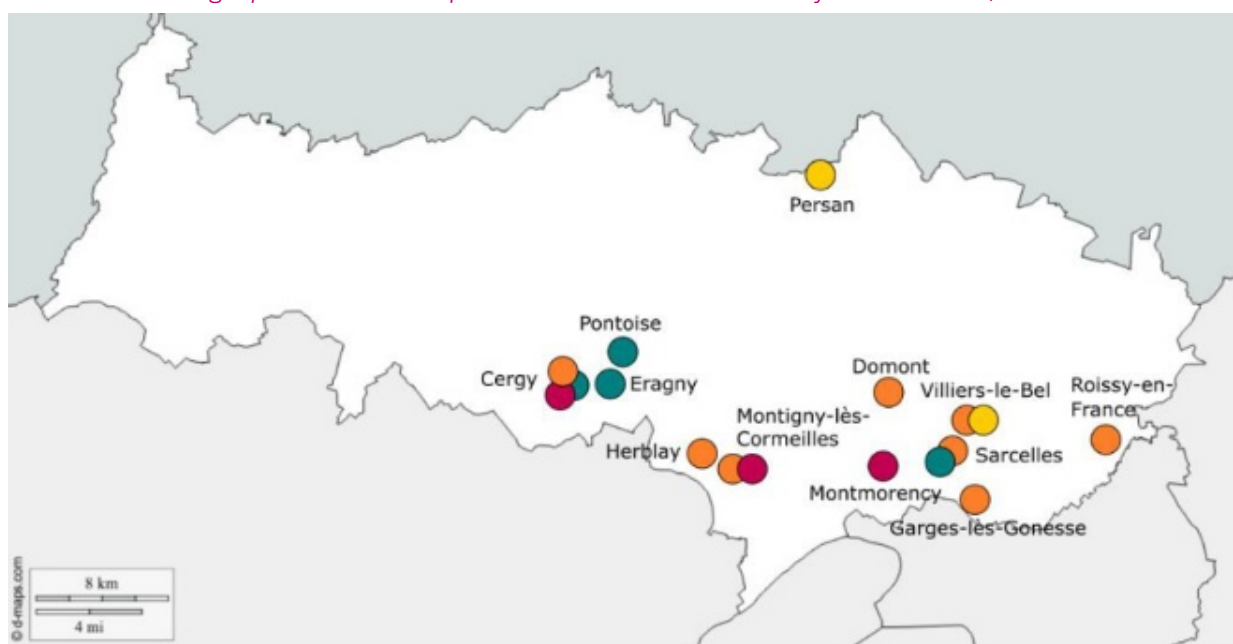 Persan
Pontoise
Cergy
Eragny
Domont
Villiers-le-Bel
Roissy-en-
France
Montigny-lès-
Cormeilles
Herblay
Sarcelles
Montmorency
Garges-lès-Gonesse
8 km
4 mi
© d-maps.com